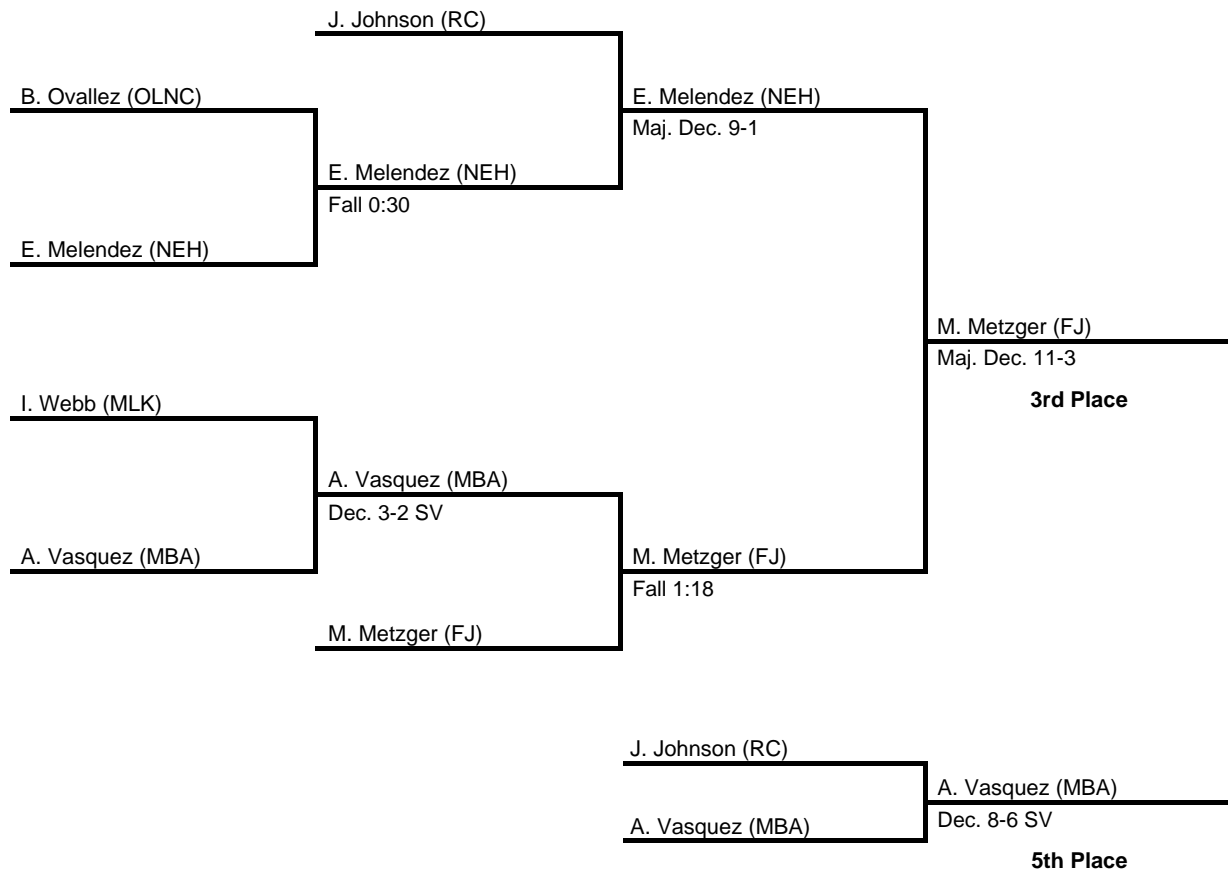 J. Johnson (RC)
B. Ovallez (OLNC)
E. Melendez (NEH)
Maj. Dec. 9-1
E. Melendez (NEH)
Fall 0:30
E. Melendez (NEH)
M. Metzger (FJ)
Maj. Dec. 11-3
3rd Place
I. Webb (MLK)
A. Vasquez (MBA)
Dec. 3-2 SV
A. Vasquez (MBA)
M. Metzger (FJ)
Fall 1:18
M. Metzger (FJ)
J. Johnson (RC)
A. Vasquez (MBA)
Dec. 8-6 SV
A. Vasquez (MBA)
5th Place